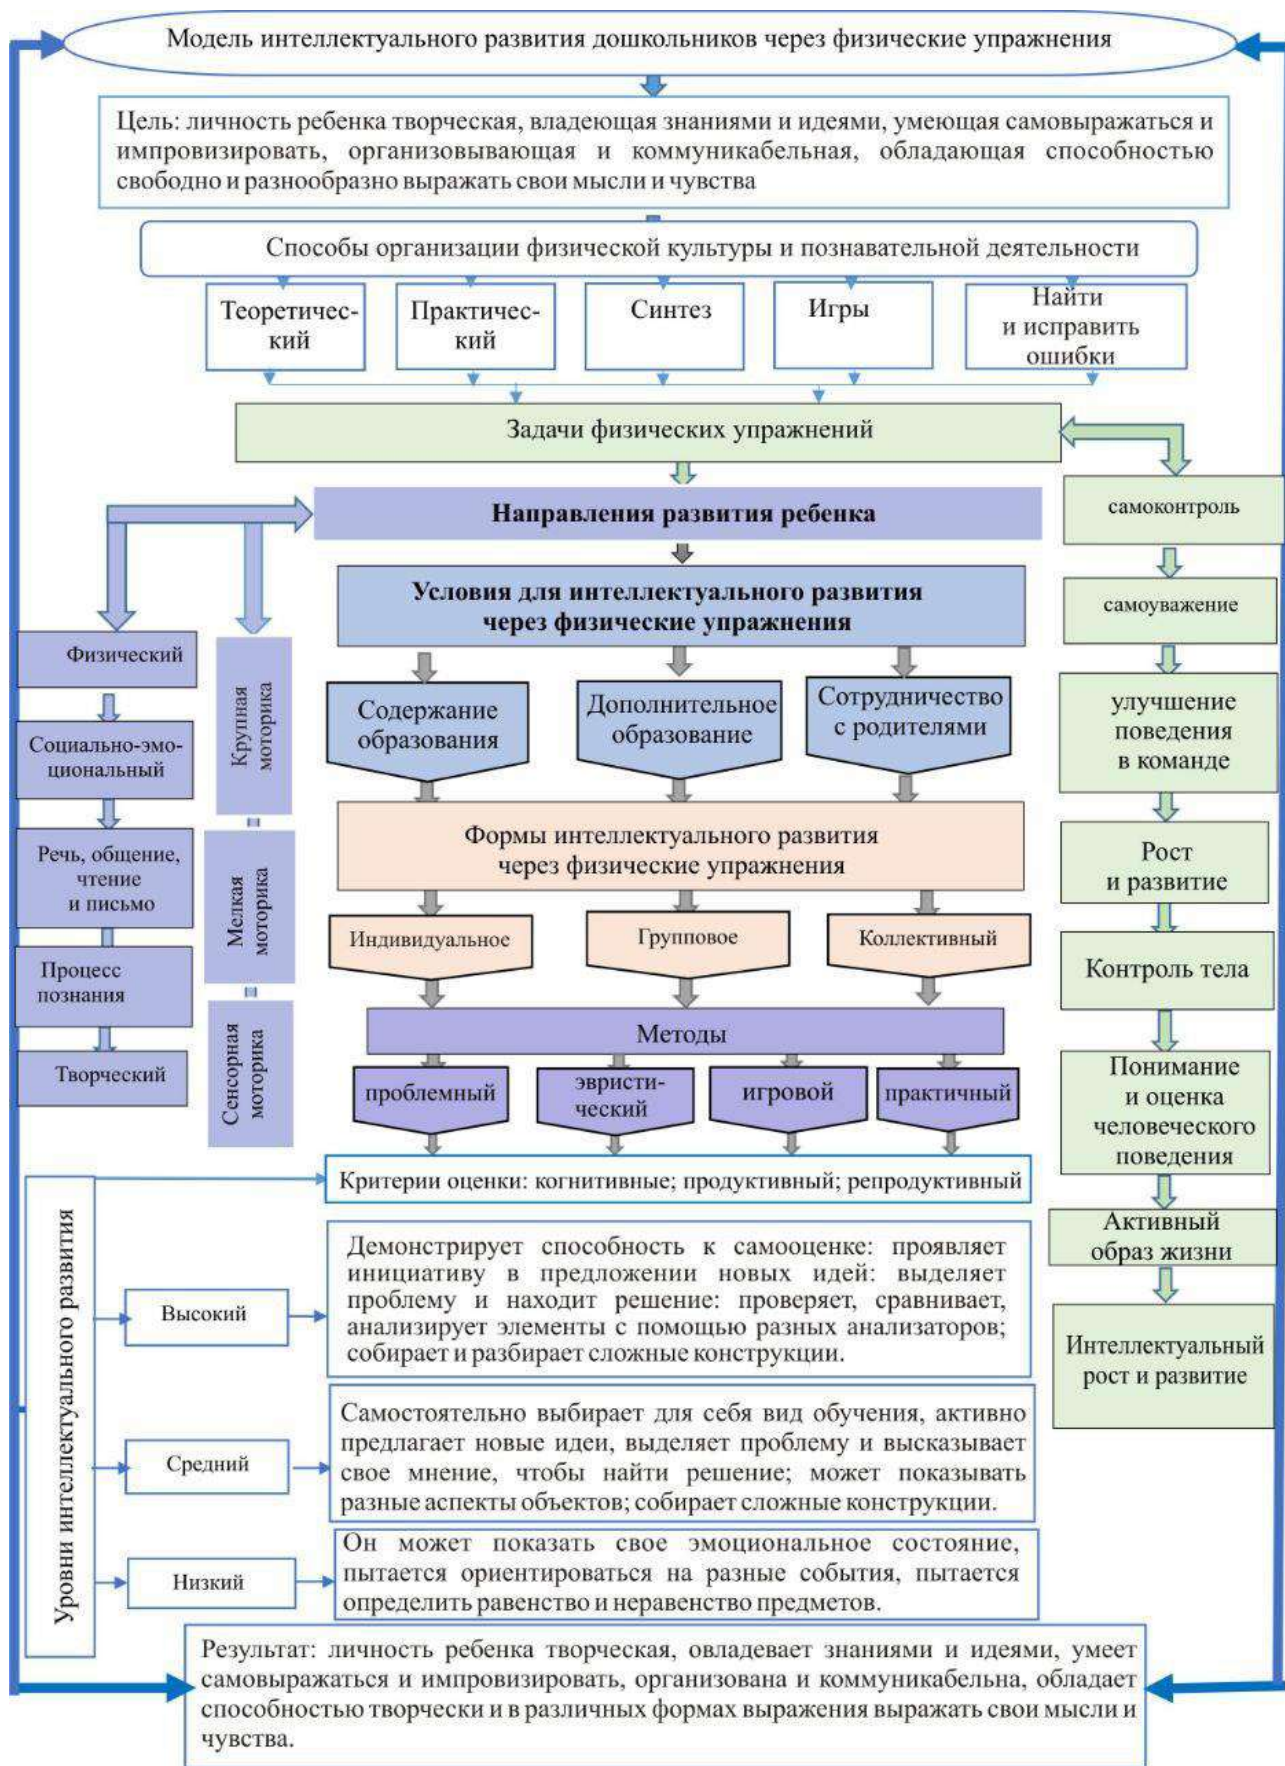 Модель интеллектуального развития дошкольников через физические упражнения
Цель: личность ребенка творческая, владеющая знаниями и идеями, умеющая самовыражаться и
импровизировать, организовывающая и коммуникабельная, обладающая способностью
свободно и разнообразно выражать свои мысли и чувства
Способы организации физической культуры и познавательной деятельности
Теоретичес-
кий
Практичес-
кий
Синтез
Игры
Найти
и исправить
ошибки
Задачи физических упражнений
Направления развития ребенка
Условия для интеллектуального развития
через физические упражнения
Физический
Социально-эмо-
циональный
Речь, общение,
чтение
и письмо
Процесс
познания
Творческий
Крупная
моторика
Мелкая
моторика
Сенсорная
моторика
Содержание
образования
Дополнительное
образование
Сотрудничество
с родителями
Формы интеллектуального развития
через физические упражнения
Индивидуальное
Групповое
Коллективный
Методы
проблемный
эвристи-
ческий
игровой
практичный
самоконтроль
самоуважение
улучшение
поведения
в команде
Рост
и развитие
Контроль тела
Понимание
и оценка
человеческого
поведения
Активный
образ жизни
Интеллектуальный
рост и развитие
Критерии оценки: когнитивные; продуктивный; репродуктивный
Уровни интеллектуального развития
Высокий
Демонстрирует способность к самооценке: проявляет
инициативу в предложении новых идей: выделяет
проблему и находит решение: проверяет, сравнивает,
анализирует элементы с помощью разных анализаторов;
собирает и разбирает сложные конструкции.
Средний
Самостоятельно выбирает для себя вид обучения, активно
предлагает новые идеи, выделяет проблему и высказывает
свое мнение, чтобы найти решение; может показывать
разные аспекты объектов; собирает сложные конструкции.
Низкий
Он может показать свое эмоциональное состояние,
пытается ориентироваться на разные события, пытается
определить равенство и неравенство предметов.
Результат: личность ребенка творческая, овладевает знаниями и идеями, умеет
самовыражаться и импровизировать, организована и коммуникабельна, обладает
способностью творчески и в различных формах выражения выражать свои мысли и
чувства.